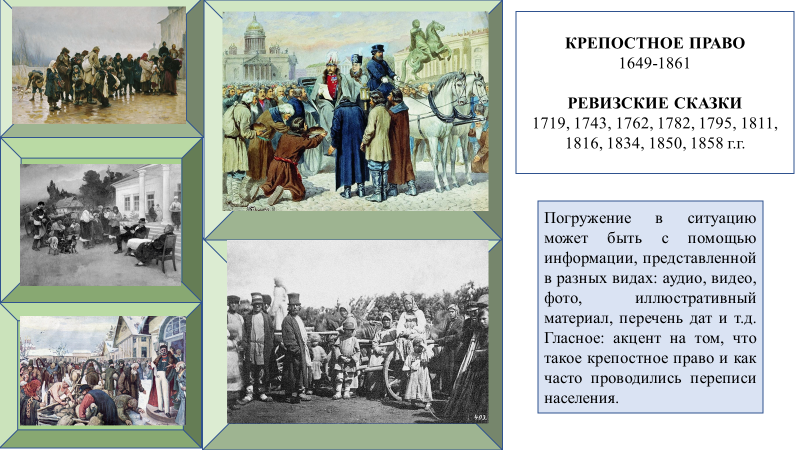 КРЕПОСТНОЕ ПРАВО
1649-1861
РЕВИЗСКИЕ СКАЗКИ
1719, 1743, 1762, 1782, 1795, 1811,
1816, 1834, 1850, 1858 г.г.
Погружение в ситуацию
может быть с помощью
информации, представленной
в разных видах: аудио, видео,
фото, иллюстративный
материал, перечень дат и т.д.
Гласное: акцент на том, что
такое крепостное право и как
часто проводились переписи
населения.